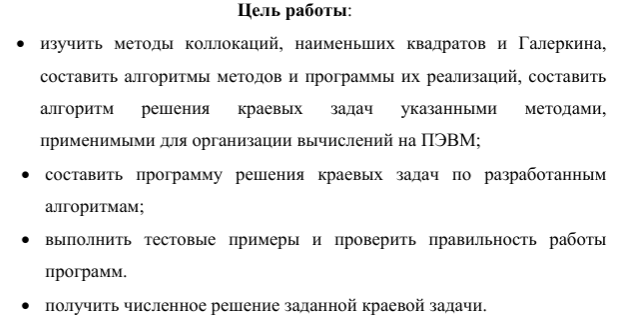 Цель работы:
• изучить методы коллокаций, наименьших квадратов и Галеркина,
составить алгоритмы методов и программы их реализаций, составить
алгоритм решения краевых задач указанными методами,
применимыми для организации вычислений на ПЭВМ;
• составить программу решения краевых задач по разработанным
алгоритмам;
• выполнить тестовые примеры и проверить правильность работы
программ.
• получить численное решение заданной краевой задачи.